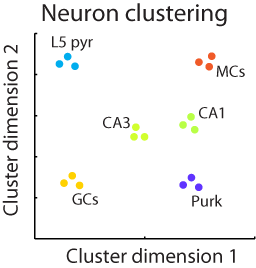 Neuron clustering
L5 pyr
MCs
CA3
CA1
GCs
Purk
Cluster dimension 2
Cluster dimension 1